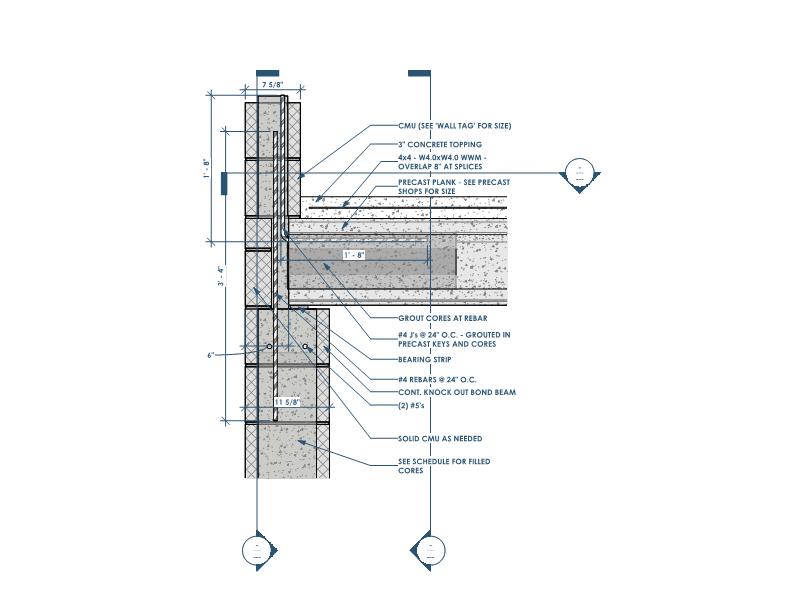 7 5/8"
CMU (SEE 'WALL TAG' FOR SIZE)
3" CONCRETE TOPPING
4x4 - W4.0xW4.0 WWM -
OVERLAP 8" AT SPLICES
PRECAST PLANK - SEE PRECAST
SHOPS FOR SIZE
1' - 8"
1' - 8"
3' - 4"
GROUT CORES AT REBAR
#4 J's @ 24" O.C. - GROUTED IN
PRECAST KEYS AND CORES
BEARING STRIP
6"
#4 REBARS @ 24" O.C.
CONT. KNOCK OUT BOND BEAM
(2) #5's
11 5/8"
SOLID CMU AS NEEDED
SEE SCHEDULE FOR FILLED
CORES